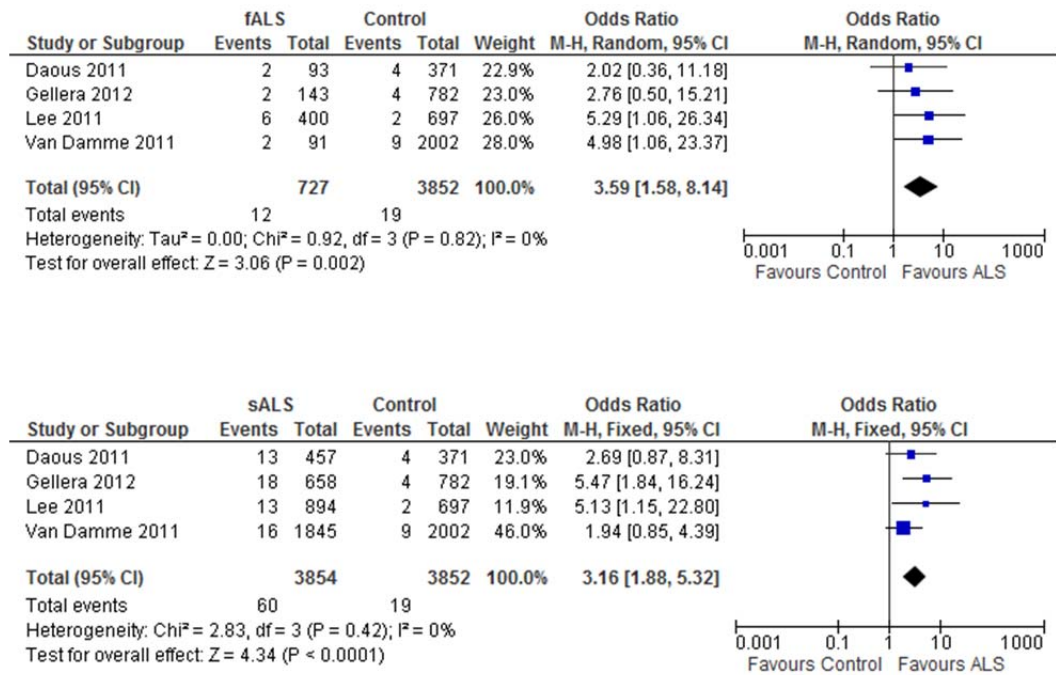 fALS Control Odds Ratio Odds Ratio
Study or Subgroup Events Total Events Total Weight M-H, Random, 95% CI M-H, Random, 95% CI
Daous 2011 2 93 4 371 22.9% 2.02 [0.36, 11.18]
Gellera 2012 2 143 4 782 23.0% 2.76 [0.50, 15.21]
Lee 2011 6 400 2 697 26.0% 5.29 [1.06, 26.34]
Van Damme 2011 2 91 9 2002 28.0% 4.98 [1.06, 23.37]
Total (95% CI) 727 3852 100.0% 3.59 [1.58, 8.14]
Total events 12 19
Heterogeneity: Tau² = 0.00; Chi² = 0.92, df = 3 (P = 0.82); I² = 0%
Test for overall effect: Z = 3.06 (P = 0.002)
0.001 0.1 1 10 1000
Favours Control Favours ALS
sALS Control Odds Ratio Odds Ratio
Study or Subgroup Events Total Events Total Weight M-H, Fixed, 95% CI M-H, Fixed, 95% CI
Daous 2011 13 457 4 371 23.0% 2.69 [0.87, 8.31]
Gellera 2012 18 658 4 782 19.1% 5.47 [1.84, 16.24]
Lee 2011 13 894 2 697 11.9% 5.13 [1.15, 22.80]
Van Damme 2011 16 1845 9 2002 46.0% 1.94 [0.85, 4.39]
Total (95% CI) 3854 3852 100.0% 3.16 [1.88, 5.32]
Total events 60 19
Heterogeneity: Chi² = 2.83, df = 3 (P = 0.42); I² = 0%
Test for overall effect: Z = 4.34 (P < 0.0001)
0.001 0.1 1 10 1000
Favours Control Favours ALS